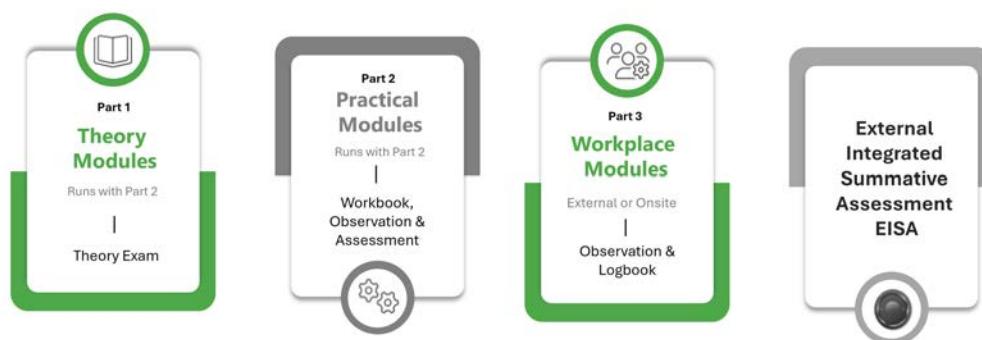 Part 1
Theory
Modules
Runs with Part 2
Theory Exam
Part 2
Practical
Modules
Runs with Part 2
Workbook,
Observation &
Assessment
Part 3
Workplace
Modules
External or Onsite
Observation &
Logbook
External
Integrated
Summative
Assessment
EISA